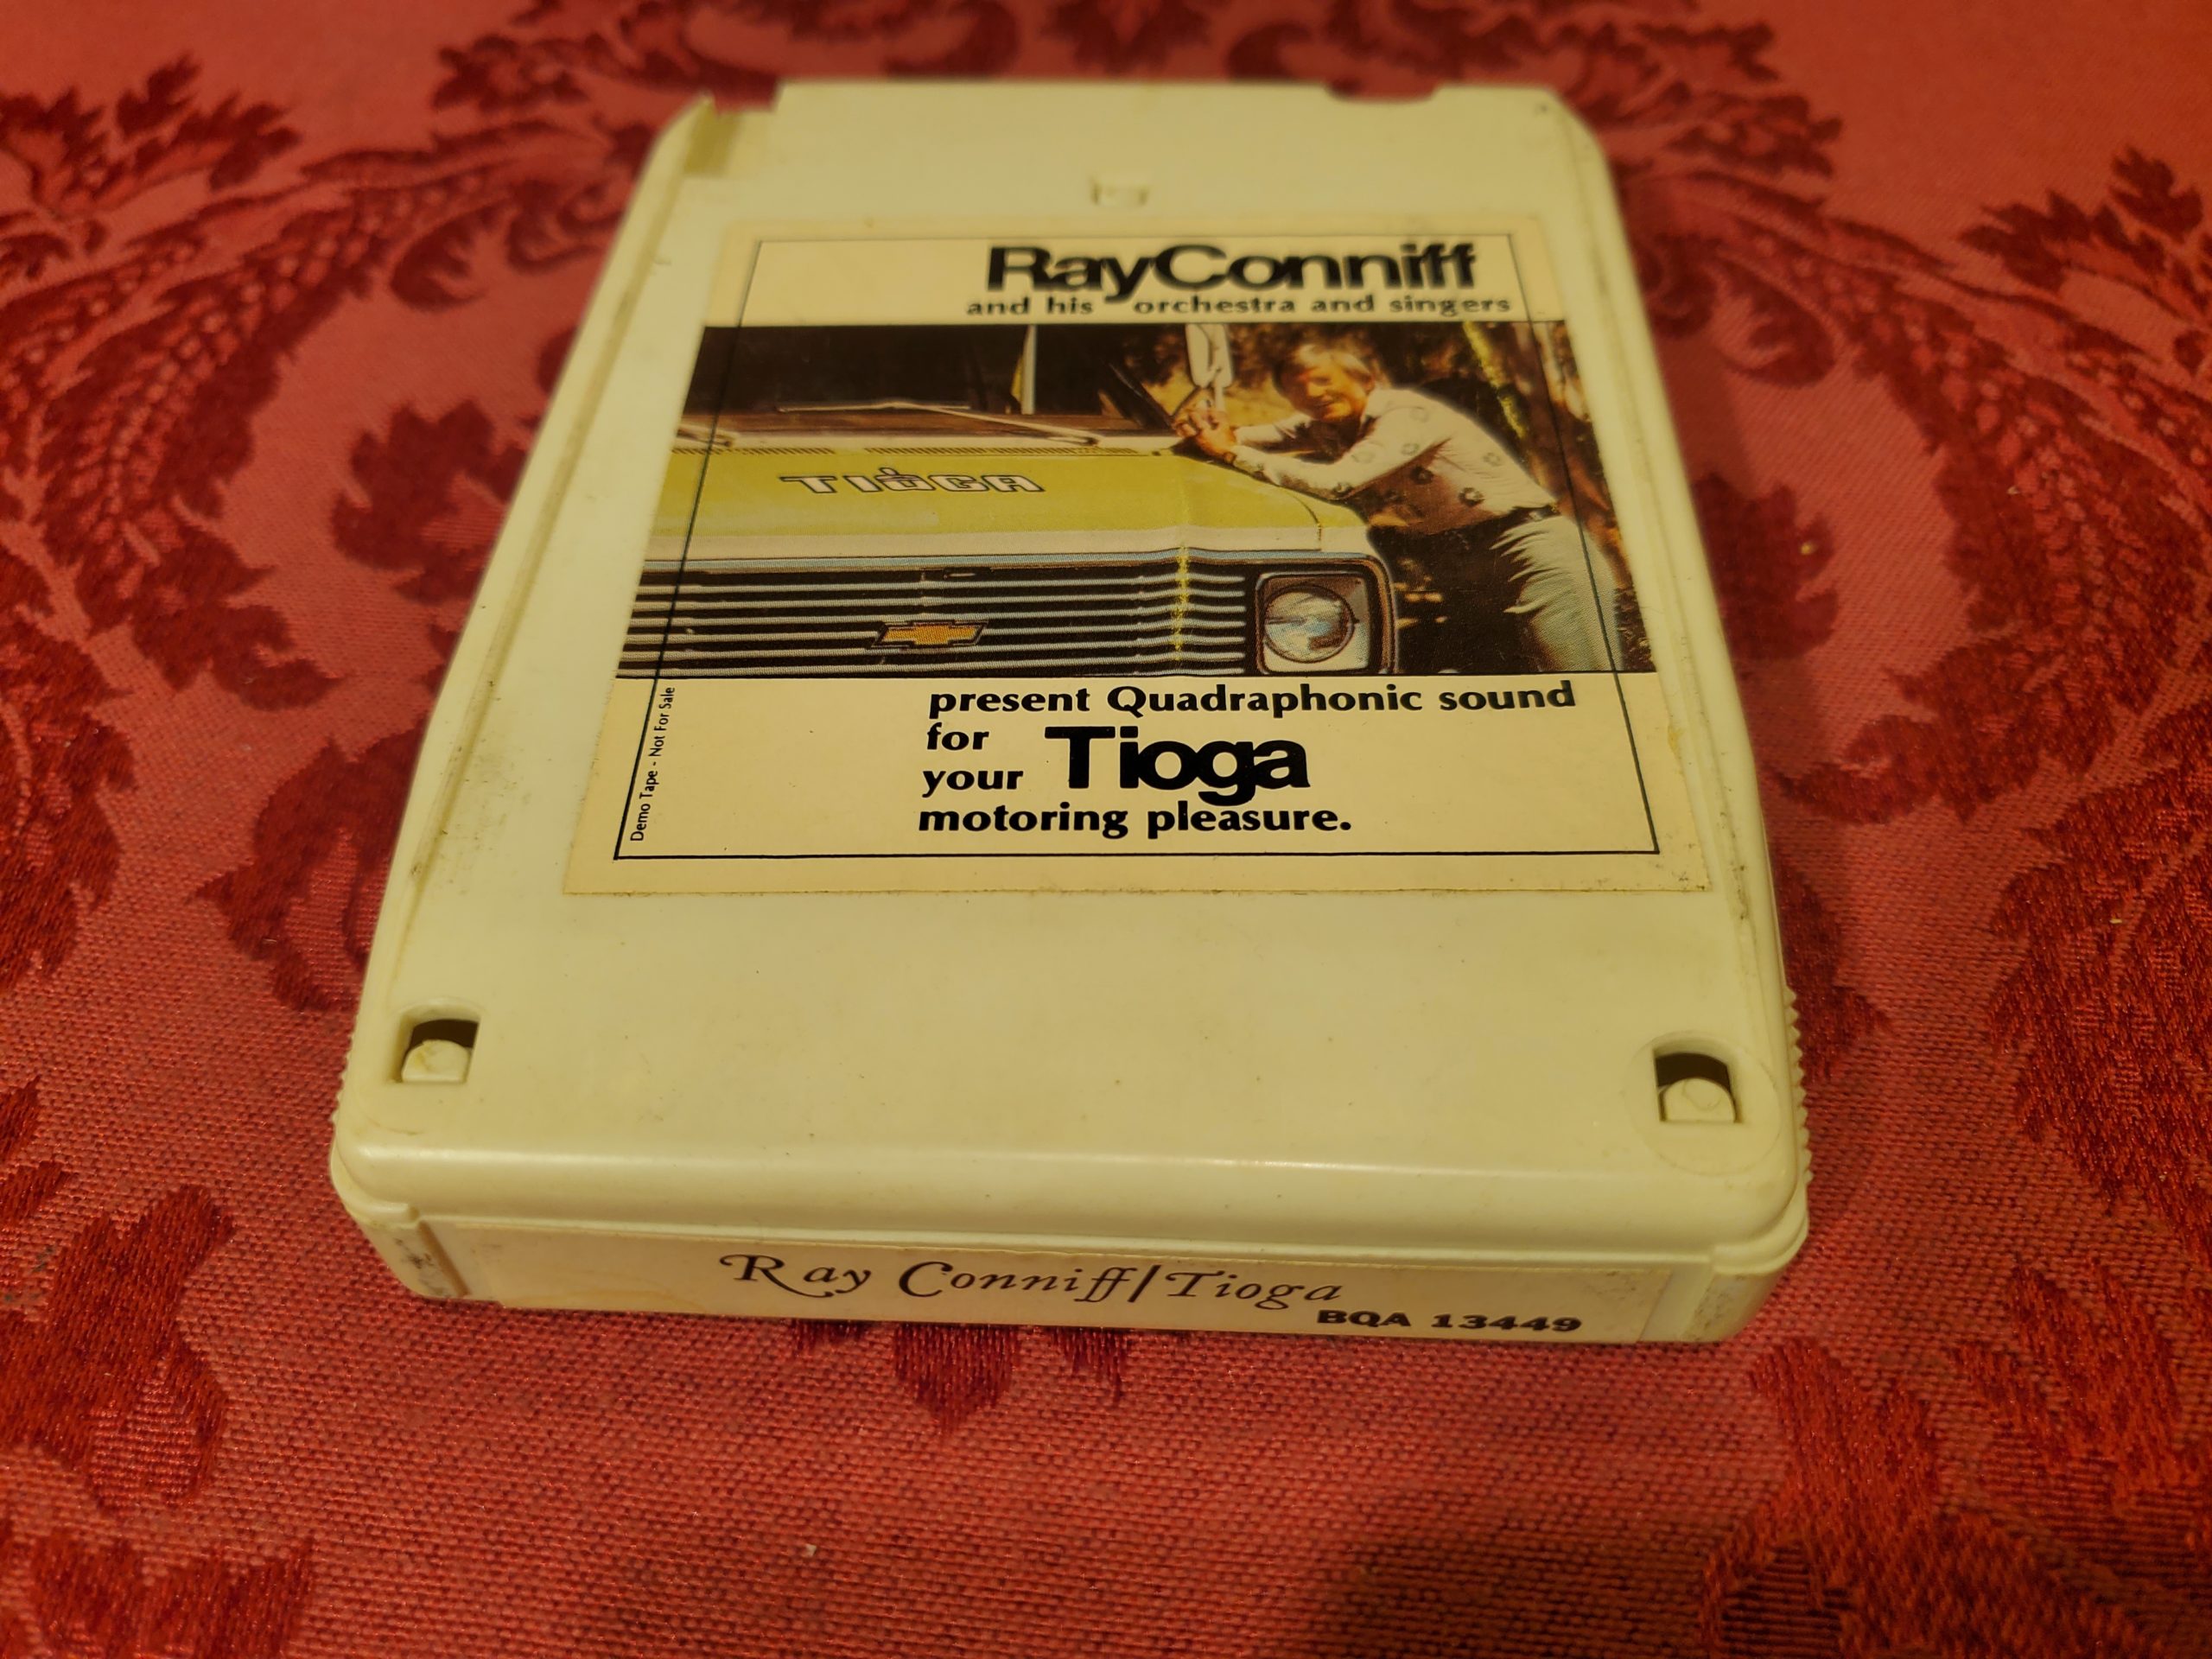 RayConniff
and his orchestra and singers
TIOGA
Demo Tape - Not For Sale
present Quadraphonic sound
for
your Tioga
motoring pleasure.
Ray Conniff/Tioga
BQA 13449